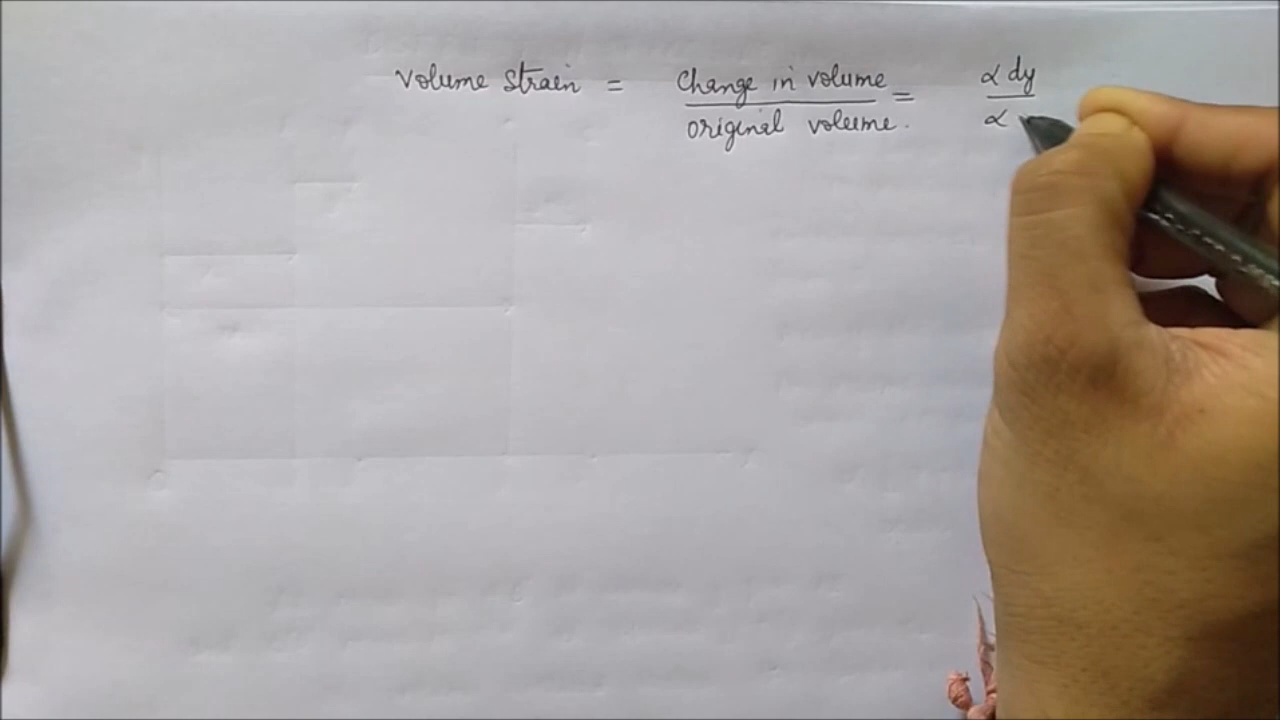 Volume strain = Change in volume = α dy
original volume. α